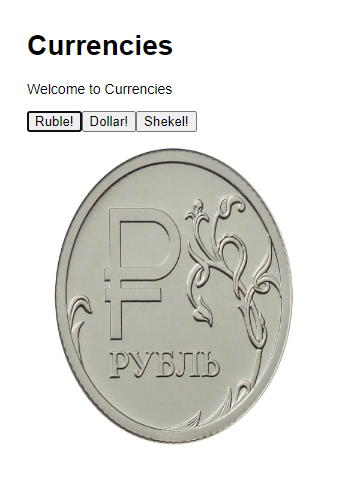 Currencies
Welcome to Currencies
Ruble! Dollar! Shekel!
₽
РУБЛЬ